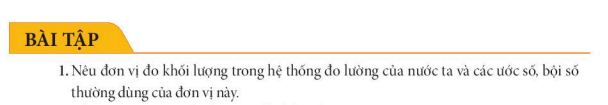 BÀI TẬP
1. Nêu đơn vị đo khối lượng trong hệ thống đo lường của nước ta và các ước số, bội số
thường dùng của đơn vị này.